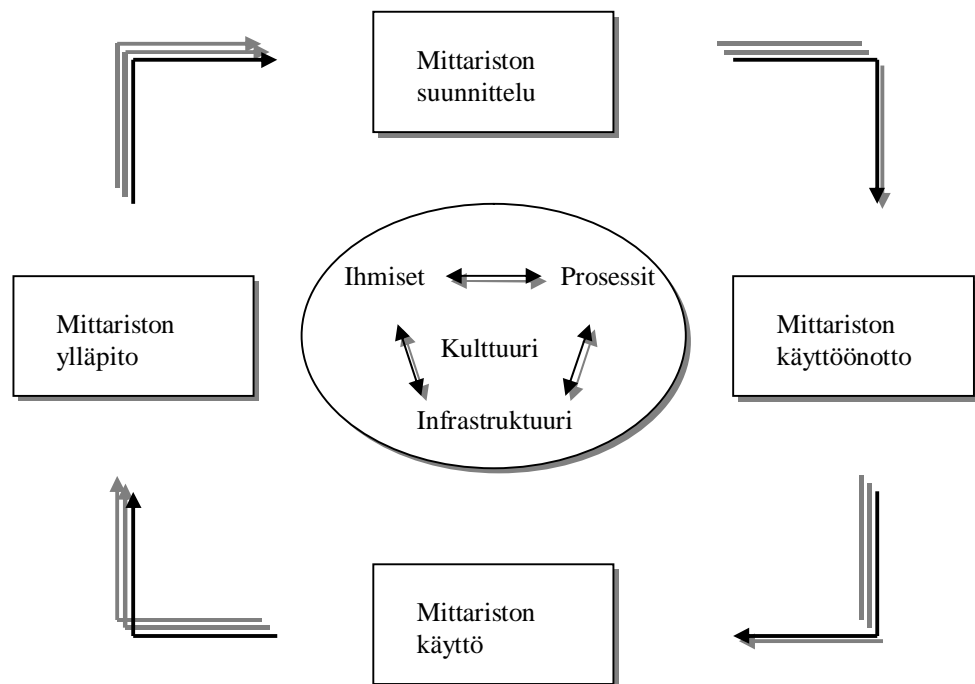 Mittariston
suunnittelu
Ihmiset
Prosessit
Mittariston
ylläpito
Kulttuuri
Mittariston
käyttöönotto
Infrastruktuuri
Mittariston
käyttö